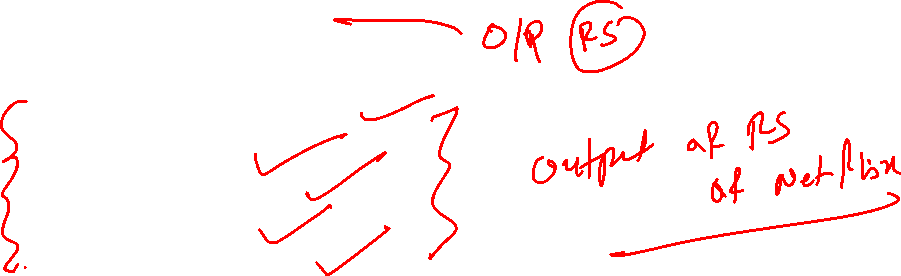 O/P RS
Output of RS
of Netflix